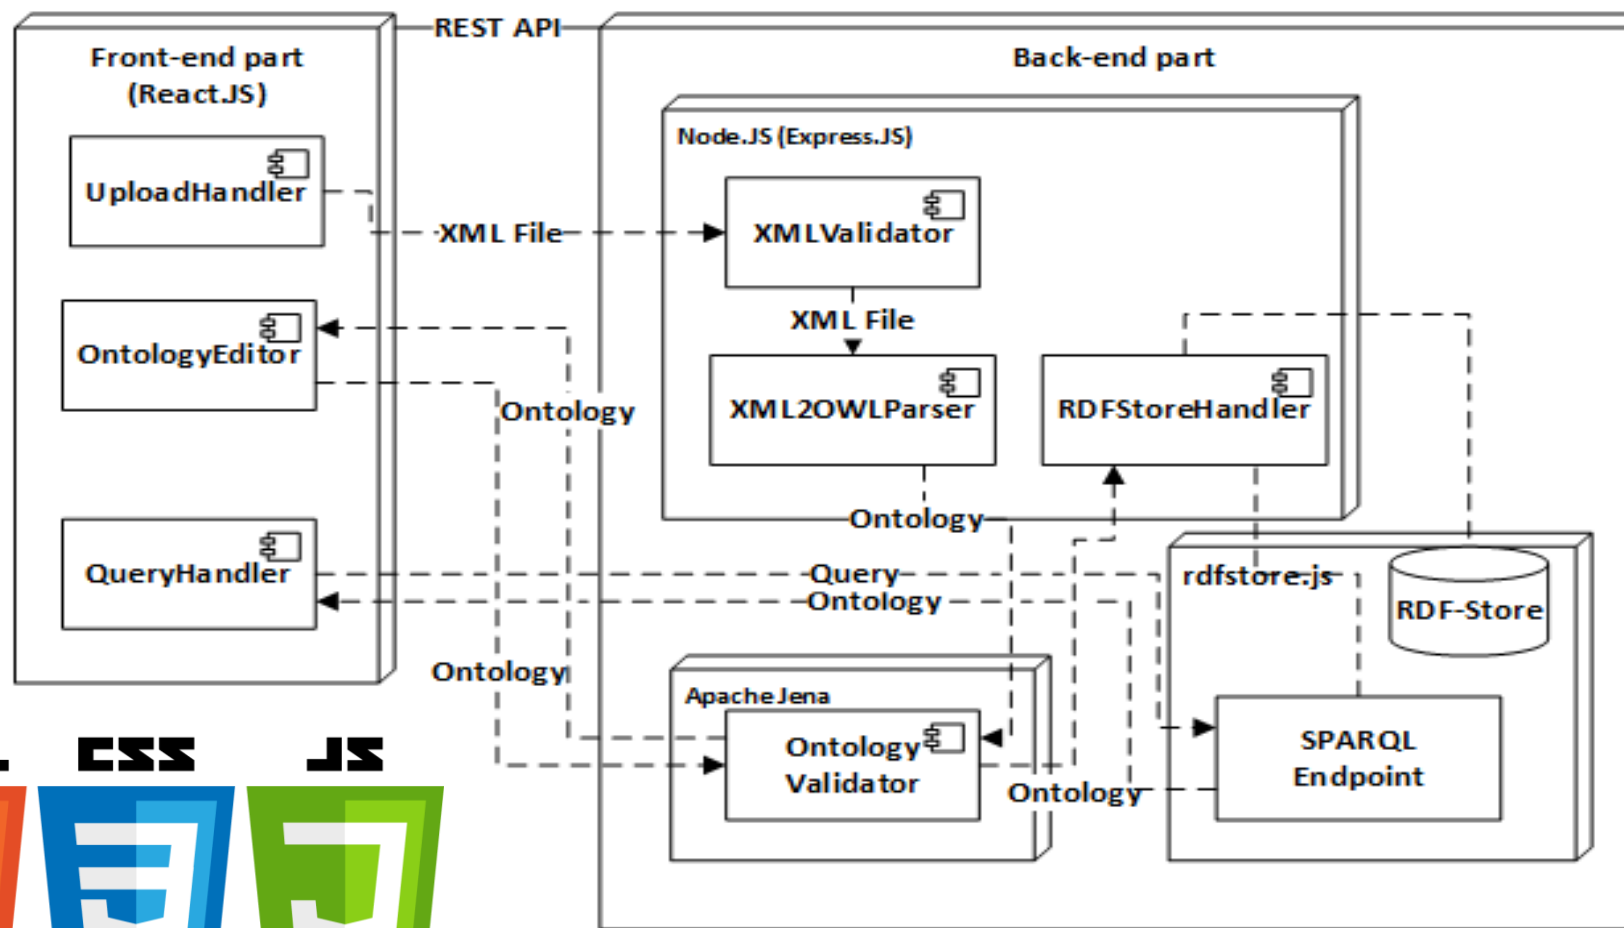 REST API
Front-end part
(React.JS)
Back-end part
Node.JS (Express.JS)
UploadHandler
XML File
XMLValidator
XML File
OntologyEditor
Ontology
XML2OWLParser
RDFStoreHandler
Ontology
QueryHandler
Query
Ontology
rdfstore.js
RDF-Store
Ontology
Apache Jena
Ontology
Validator
Ontology
SPARQL
Endpoint
CSS
JS